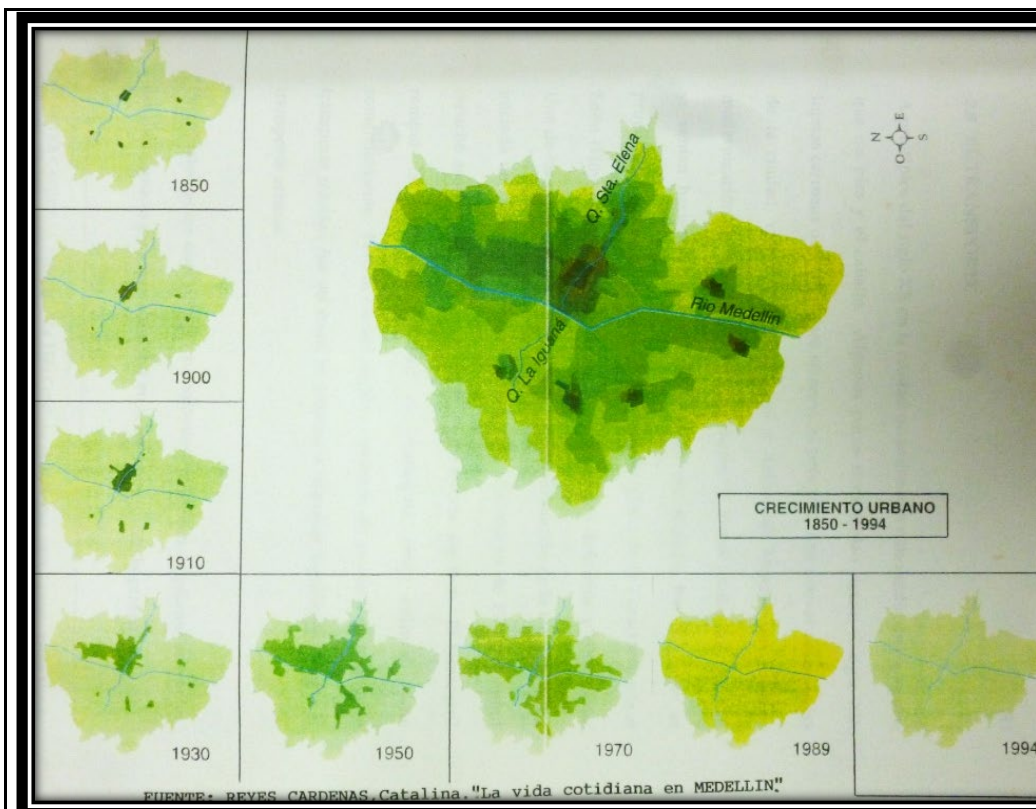 1850
1900
1910
1930
1950
1970
1989
1994
Q. Sta. Elena
Rio Medellin
Q. La Iguaná
N
E
S
O
CRECIMIENTO URBANO
1850 - 1994
FUENTE: REYES CARDENAS,Catalina."La vida cotidiana en MEDELLIN"